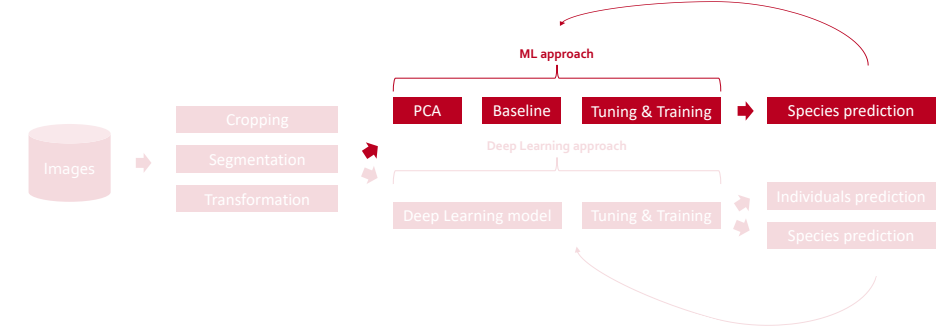 ML approach
PCA
Baseline
Tuning & Training
Species prediction
Images
Cropping
Segmentation
Transformation
Deep Learning approach
Deep Learning model
Tuning & Training
Individuals prediction
Species prediction